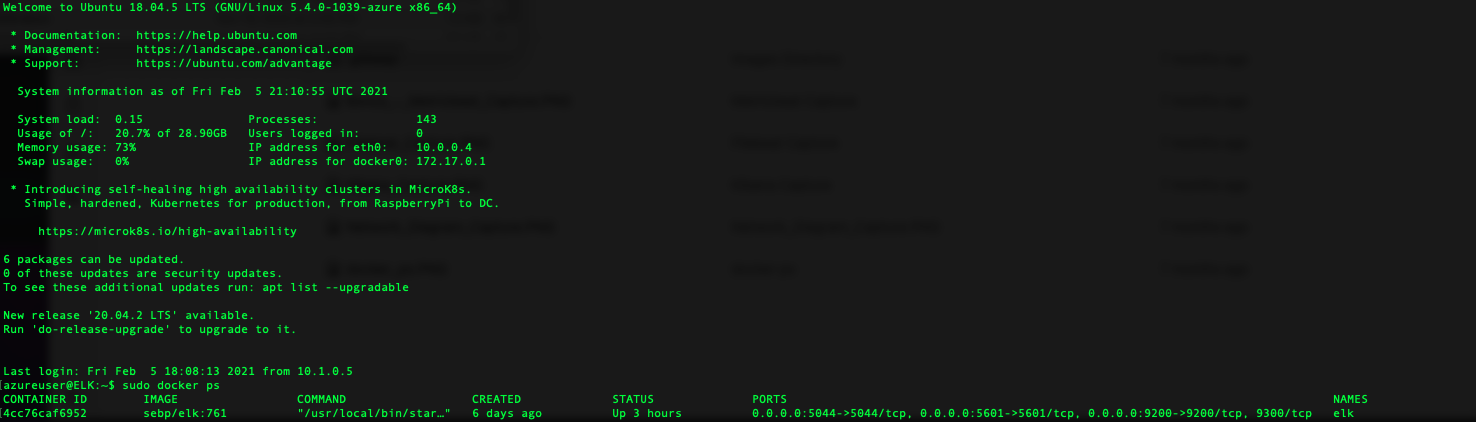 Welcome to Ubuntu 18.04.5 LTS (GNU/Linux 5.4.0-1039-azure x86_64)
* Documentation: https://help.ubuntu.com
* Management: https://landscape.canonical.com
* Support: https://ubuntu.com/advantage
System information as of Fri Feb 5 21:10:55 UTC 2021
System load: 0.15 Processes: 143
Usage of /: 20.7% of 28.90GB Users logged in: 0
Memory usage: 73% IP address for eth0: 10.0.0.4
Swap usage: 0% IP address for docker0: 172.17.0.1
* Introducing self-healing high availability clusters in MicroK8s.
Simple, hardened, Kubernetes for production, from RaspberryPi to DC.
https://microk8s.io/high-availability
6 packages can be updated.
0 of these updates are security updates.
To see these additional updates run: apt list --upgradable
New release '20.04.2 LTS' available.
Run 'do-release-upgrade' to upgrade to it.
Last login: Fri Feb 5 18:08:13 2021 from 10.1.0.5
[azureuser@ELK:~$ sudo docker ps
CONTAINER ID IMAGE COMMAND CREATED STATUS PORTS NAMES
4cc76caf6952 sebp/elk:761 "/usr/local/bin/star…" 6 days ago Up 3 hours 0.0.0.0:5044->5044/tcp, 0.0.0.0:5601->5601/tcp, 0.0.0.0:9200->9200/tcp, 9300/tcp elk